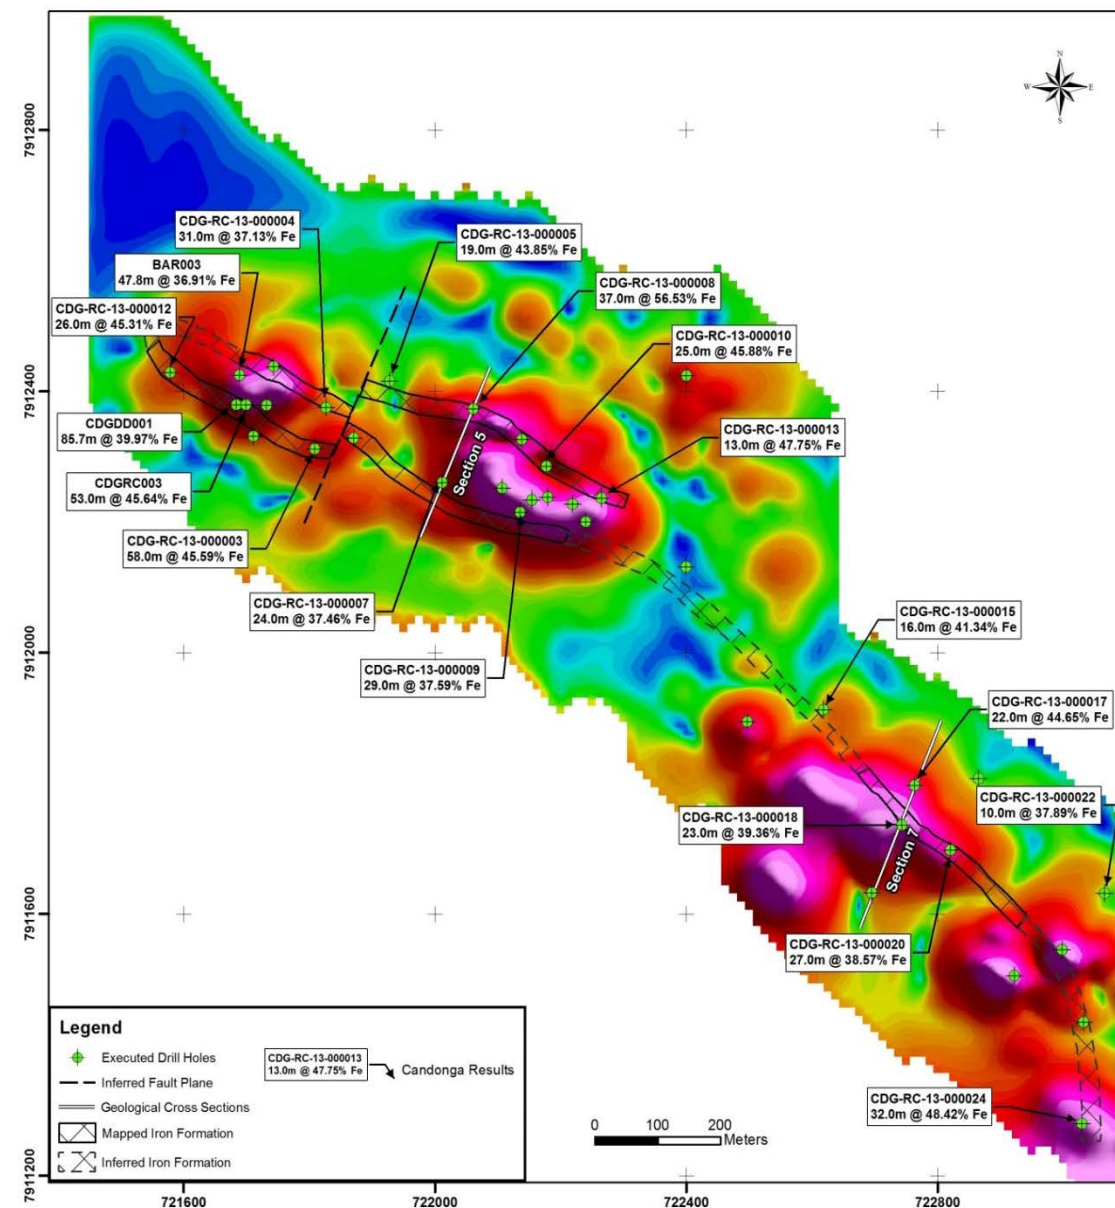 N
W
E
S
7912800
7912400
7912000
7911600
7911200
CDG-RC-13-000004
31.0m @ 37.13% Fe
CDG-RC-13-000005
19.0m @ 43.85% Fe
BAR003
47.8m @ 36.91% Fe
CDG-RC-13-000008
37.0m @ 56.53% Fe
CDG-RC-13-000012
26.0m @ 45.31% Fe
CDG-RC-13-000010
25.0m @ 45.88% Fe
CDGDD001
85.7m @ 39.97% Fe
CDG-RC-13-000013
13.0m @ 47.75% Fe
Section 5
CDGRC003
53.0m @ 45.64% Fe
CDG-RC-13-000003
58.0m @ 45.59% Fe
CDG-RC-13-000007
24.0m @ 37.46% Fe
CDG-RC-13-000015
16.0m @ 41.34% Fe
CDG-RC-13-000009
29.0m @ 37.59% Fe
CDG-RC-13-000017
22.0m @ 44.65% Fe
CDG-RC-13-000022
10.0m @ 37.89% Fe
CDG-RC-13-000018
23.0m @ 39.36% Fe
Section 7
CDG-RC-13-000020
27.0m @ 38.57% Fe
CDG-RC-13-000024
32.0m @ 48.42% Fe
Legend
Executed Drill Holes
Inferred Fault Plane
Geological Cross Sections
Mapped Iron Formation
Inferred Iron Formation
CDG-RC-13-000013
13.0m @ 47.75% Fe
Candonga Results
0 100 200
Meters
721600 722000 722400 722800